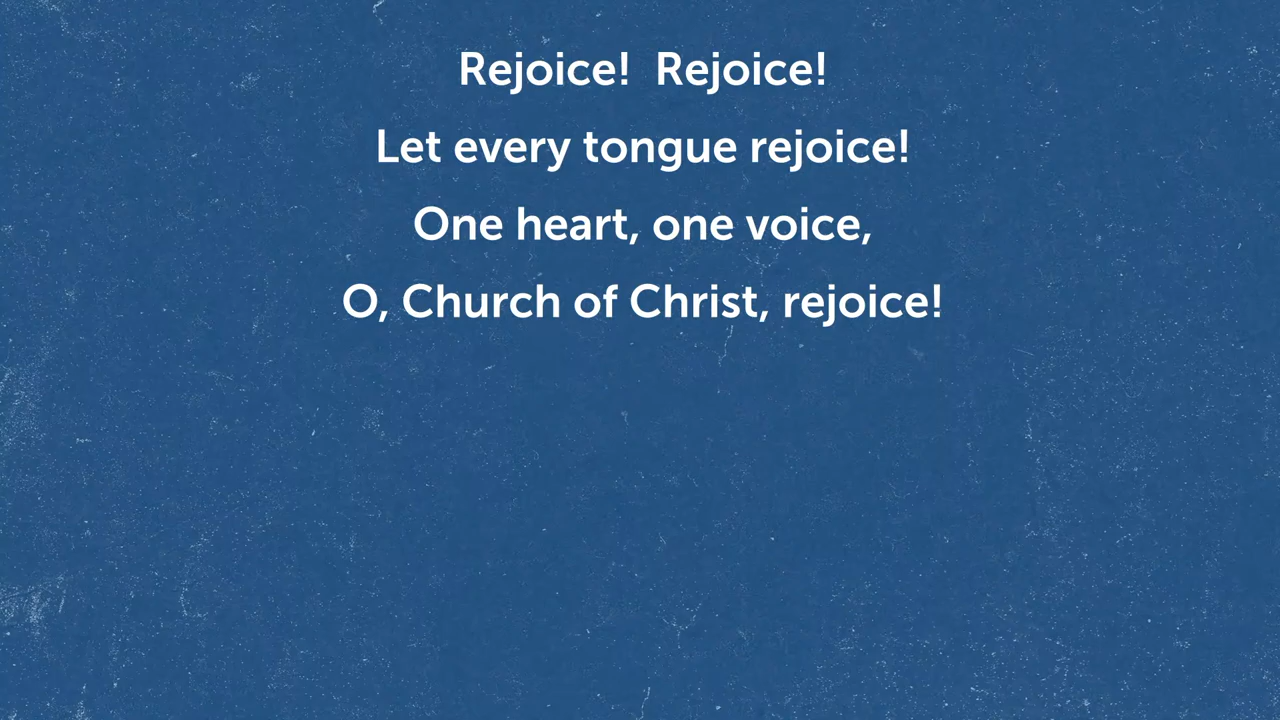 Rejoice!  Rejoice!
Let every tongue rejoice!
One heart, one voice,
O, Church of Christ, rejoice!